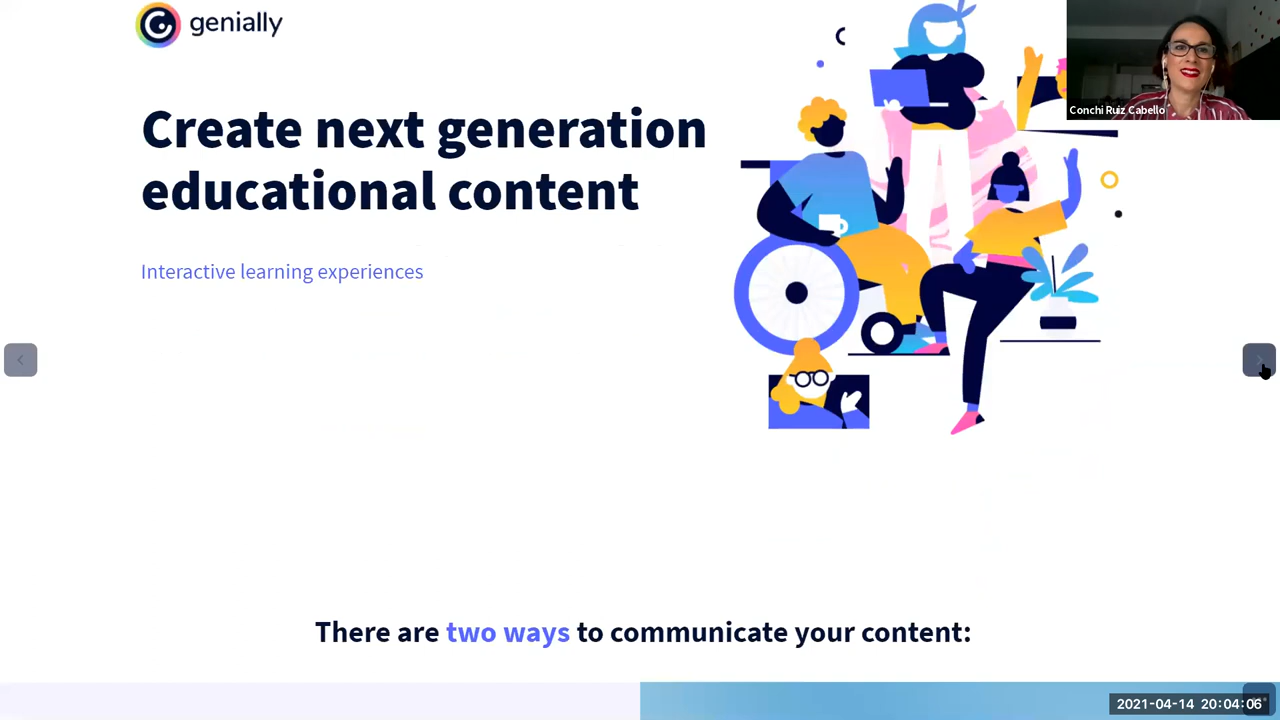 genially
Create next generation
educational content
Interactive learning experiences
Conchi Ruiz Cabello
There are two ways to communicate your content:
2021-04-14 20:04:06